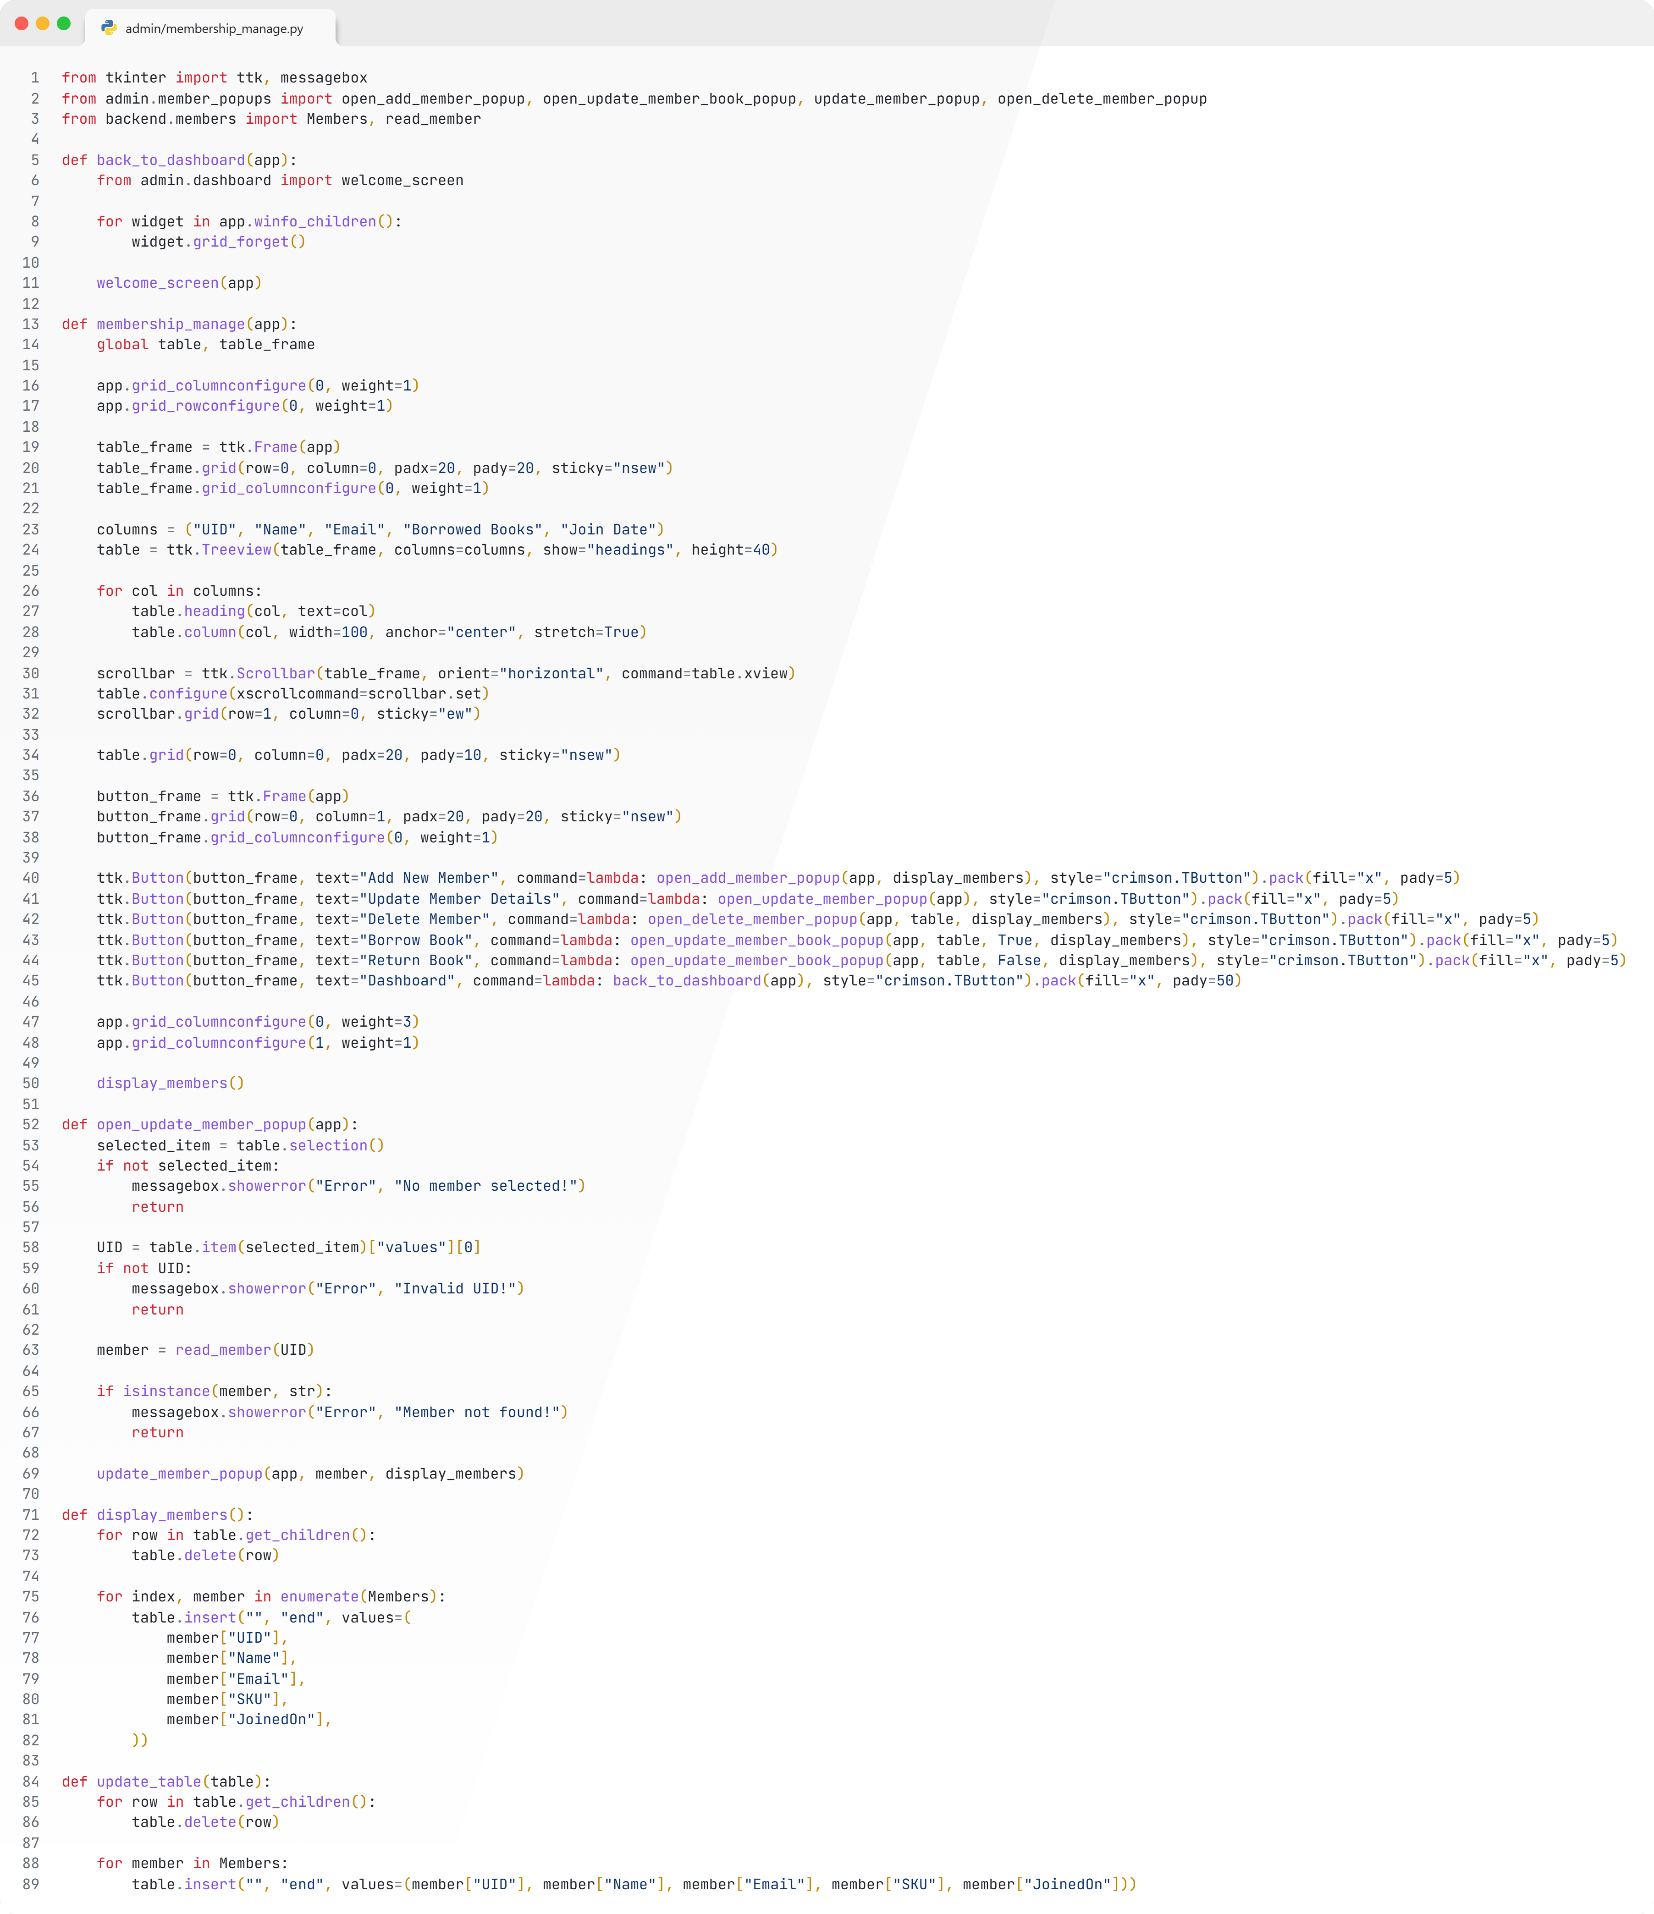 admin/membership_manage.py
1 from tkinter import ttk, messagebox
2 from admin.member_popups import open_add_member_popup, open_update_member_book_popup, update_member_popup, open_delete_member_popup
3 from backend.members import Members, read_member
4
5 def back_to_dashboard(app):
6     from admin.dashboard import welcome_screen
7
8     for widget in app.winfo_children():
9         widget.grid_forget()
10
11     welcome_screen(app)
12
13 def membership_manage(app):
14     global table, table_frame
15
16     app.grid_columnconfigure(0, weight=1)
17     app.grid_rowconfigure(0, weight=1)
18
19     table_frame = ttk.Frame(app)
20     table_frame.grid(row=0, column=0, padx=20, pady=20, sticky="nsew")
21     table_frame.grid_columnconfigure(0, weight=1)
22
23     columns = ("UID", "Name", "Email", "Borrowed Books", "Join Date")
24     table = ttk.Treeview(table_frame, columns=columns, show="headings", height=40)
25
26     for col in columns:
27         table.heading(col, text=col)
28         table.column(col, width=100, anchor="center", stretch=True)
29
30     scrollbar = ttk.Scrollbar(table_frame, orient="horizontal", command=table.xview)
31     table.configure(xscrollcommand=scrollbar.set)
32     scrollbar.grid(row=1, column=0, sticky="ew")
33
34     table.grid(row=0, column=0, padx=20, pady=10, sticky="nsew")
35
36     button_frame = ttk.Frame(app)
37     button_frame.grid(row=0, column=1, padx=20, pady=20, sticky="nsew")
38     button_frame.grid_columnconfigure(0, weight=1)
39
40     ttk.Button(button_frame, text="Add New Member", command=lambda: open_add_member_popup(app, display_members), style="crimson.TButton").pack(fill="x", pady=5)
41     ttk.Button(button_frame, text="Update Member Details", command=lambda: open_update_member_popup(app), style="crimson.TButton").pack(fill="x", pady=5)
42     ttk.Button(button_frame, text="Delete Member", command=lambda: open_delete_member_popup(app, table, display_members), style="crimson.TButton").pack(fill="x", pady=5)
43     ttk.Button(button_frame, text="Borrow Book", command=lambda: open_update_member_book_popup(app, table, True, display_members), style="crimson.TButton").pack(fill="x", pady=5)
44     ttk.Button(button_frame, text="Return Book", command=lambda: open_update_member_book_popup(app, table, False, display_members), style="crimson.TButton").pack(fill="x", pady=5)
45     ttk.Button(button_frame, text="Dashboard", command=lambda: back_to_dashboard(app), style="crimson.TButton").pack(fill="x", pady=50)
46
47     app.grid_columnconfigure(0, weight=3)
48     app.grid_columnconfigure(1, weight=1)
49
50     display_members()
51
52 def open_update_member_popup(app):
53     selected_item = table.selection()
54     if not selected_item:
55         messagebox.showerror("Error", "No member selected!")
56         return
57
58     UID = table.item(selected_item)["values"][0]
59     if not UID:
60         messagebox.showerror("Error", "Invalid UID!")
61         return
62
63     member = read_member(UID)
64
65     if isinstance(member, str):
66         messagebox.showerror("Error", "Member not found!")
67         return
68
69     update_member_popup(app, member, display_members)
70
71 def display_members():
72     for row in table.get_children():
73         table.delete(row)
74
75     for index, member in enumerate(Members):
76         table.insert("", "end", values=(
77             member["UID"],
78             member["Name"],
79             member["Email"],
80             member["SKU"],
81             member["JoinedOn"],
82         ))
83
84 def update_table(table):
85     for row in table.get_children():
86         table.delete(row)
87
88     for member in Members:
89         table.insert("", "end", values=(member["UID"], member["Name"], member["Email"], member["SKU"], member["JoinedOn"]))